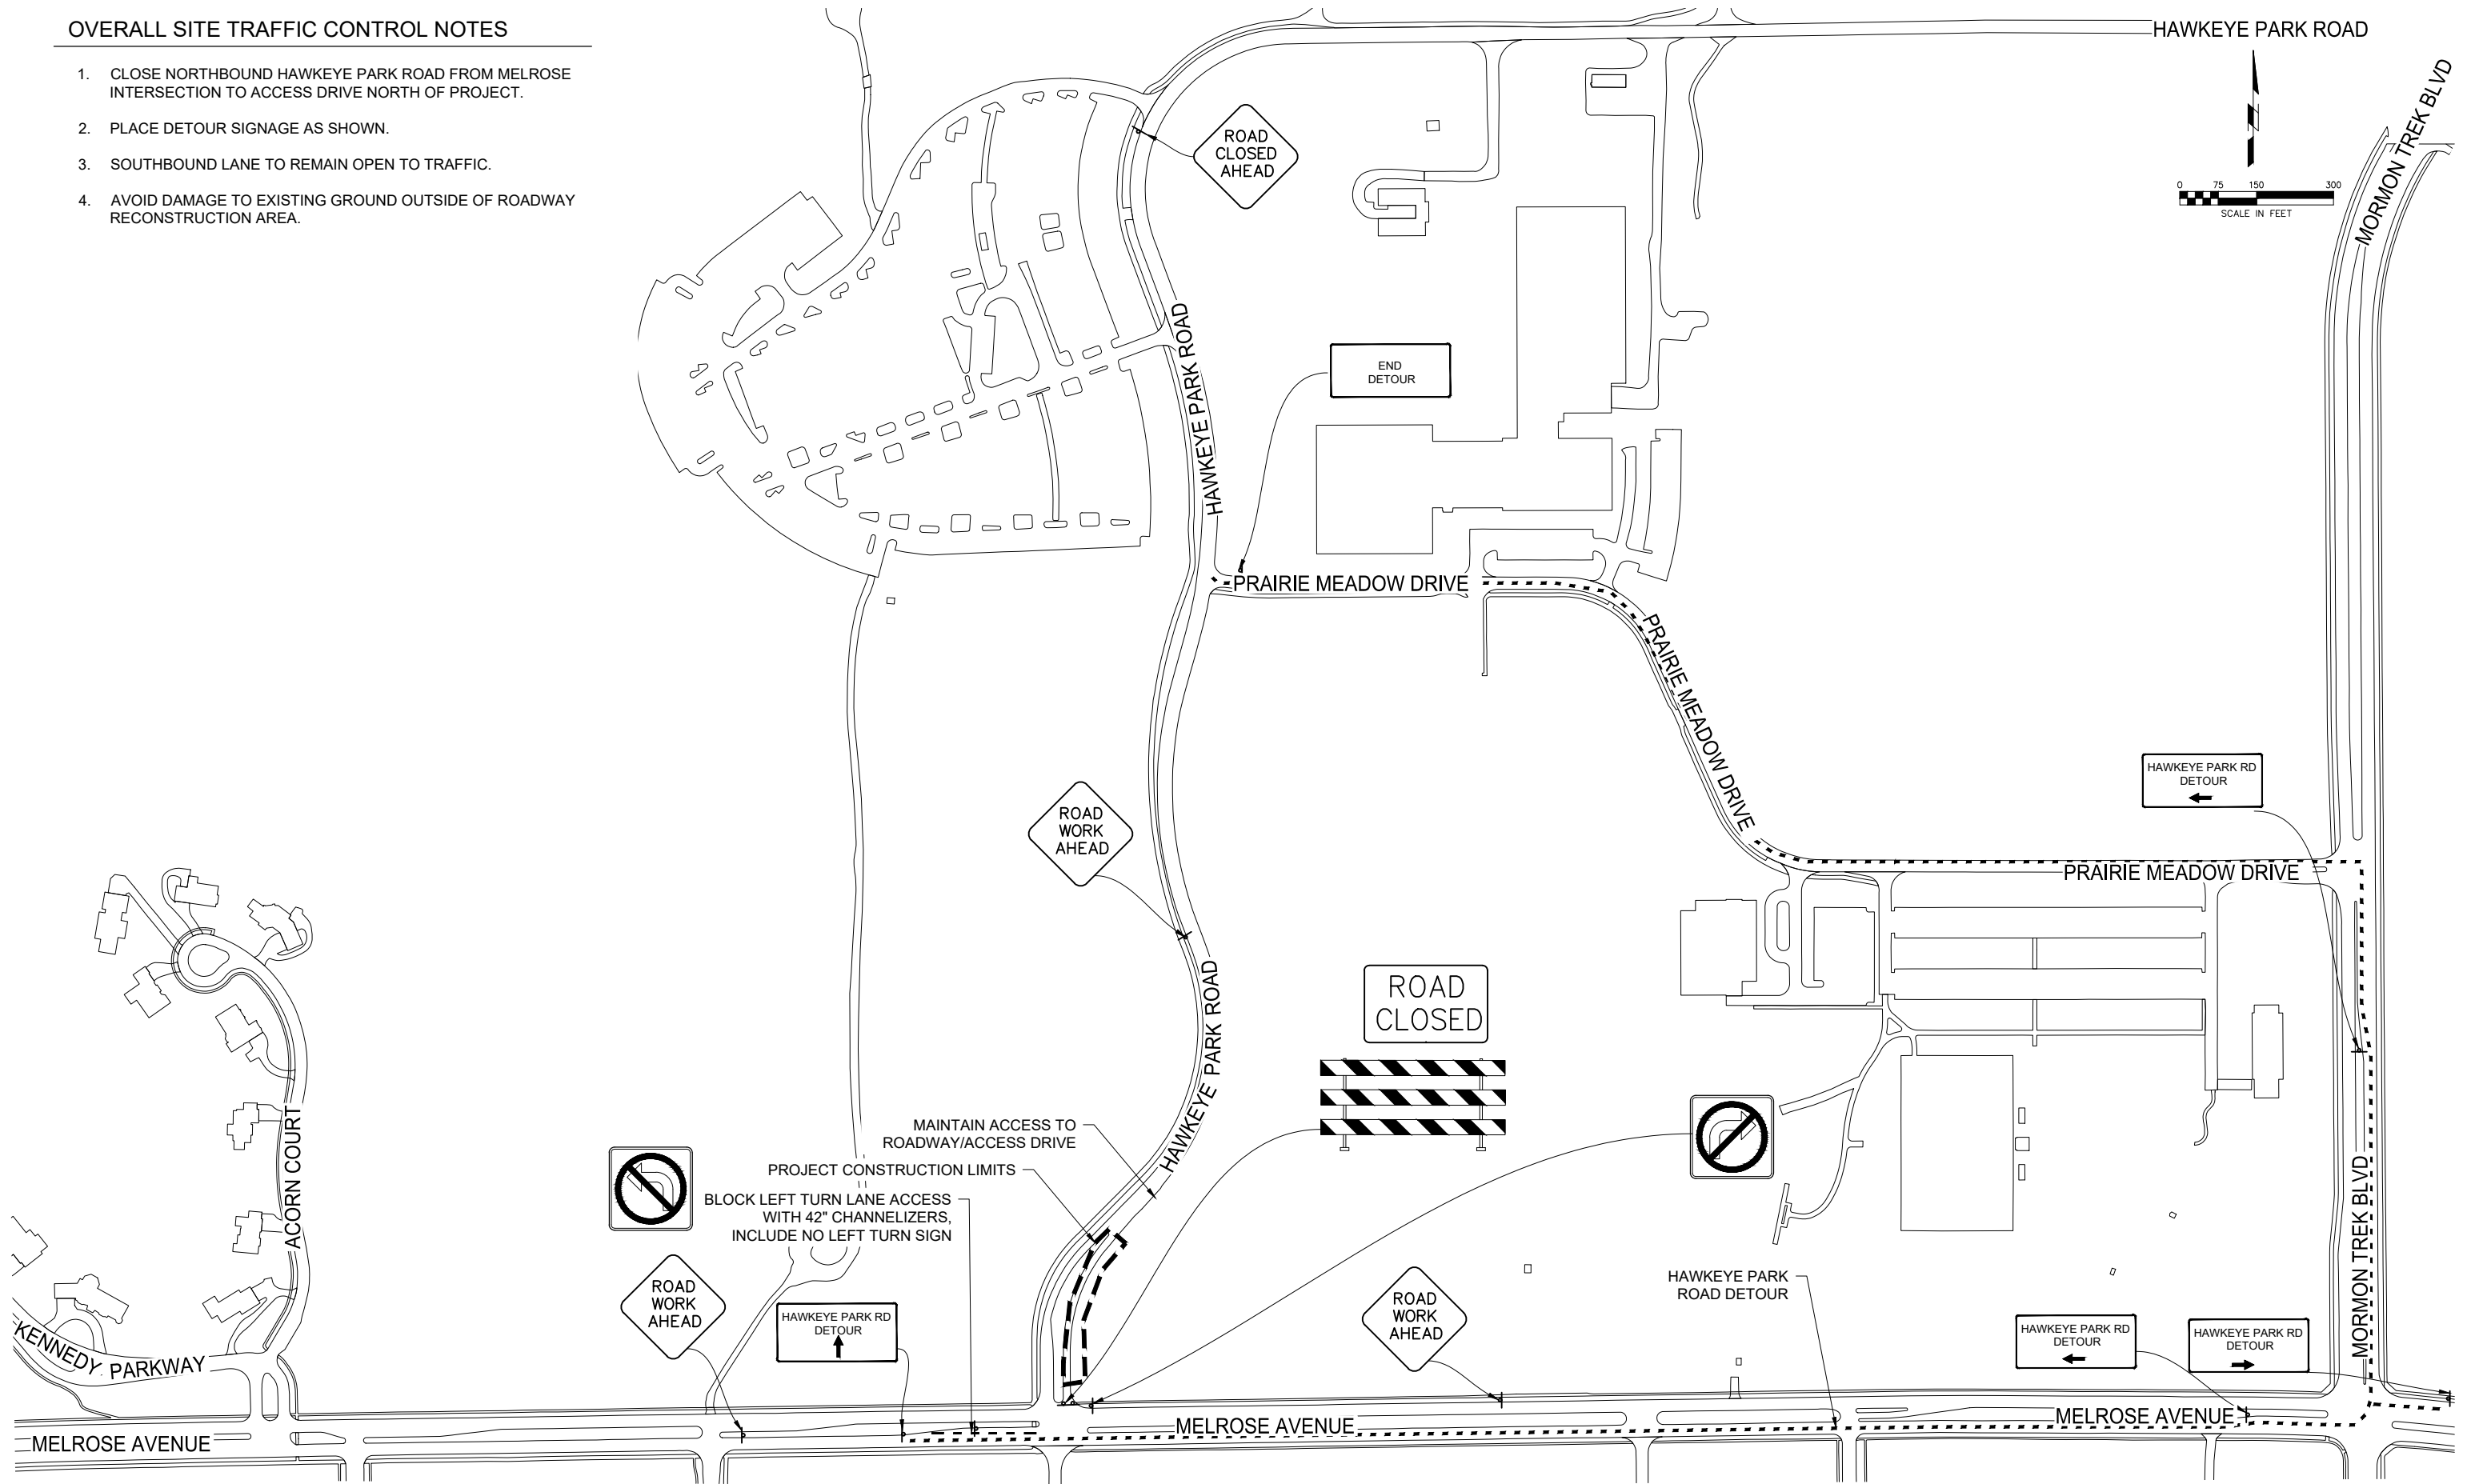 OVERALL SITE TRAFFIC CONTROL NOTES
1. CLOSE NORTHBOUND HAWKEYE PARK ROAD FROM MELROSE
INTERSECTION TO ACCESS DRIVE NORTH OF PROJECT.
2. PLACE DETOUR SIGNAGE AS SHOWN.
3. SOUTHBOUND LANE TO REMAIN OPEN TO TRAFFIC.
4. AVOID DAMAGE TO EXISTING GROUND OUTSIDE OF ROADWAY
RECONSTRUCTION AREA.
HAWKEYE PARK ROAD
MORMON TREK BLVD
0 75 150 300
SCALE IN FEET
ROAD
CLOSED
AHEAD
HAWKEYE PARK ROAD
END
DETOUR
PRAIRIE MEADOW DRIVE
PRAIRIE MEADOW DRIVE
HAWKEYE PARK RD
DETOUR
PRAIRIE MEADOW DRIVE
ROAD
WORK
AHEAD
HAWKEYE PARK ROAD
ROAD
CLOSED
MAINTAIN ACCESS TO
ROADWAY/ACCESS DRIVE
PROJECT CONSTRUCTION LIMITS
BLOCK LEFT TURN LANE ACCESS
WITH 42" CHANNELIZERS,
INCLUDE NO LEFT TURN SIGN
ACORN COURT
MORMON TREK BLVD
ROAD
WORK
AHEAD
HAWKEYE PARK RD
DETOUR
ROAD
WORK
AHEAD
HAWKEYE PARK
ROAD DETOUR
HAWKEYE PARK RD
DETOUR
HAWKEYE PARK RD
DETOUR
KENNEDY PARKWAY
MELROSE AVENUE
MELROSE AVENUE
MELROSE AVENUE